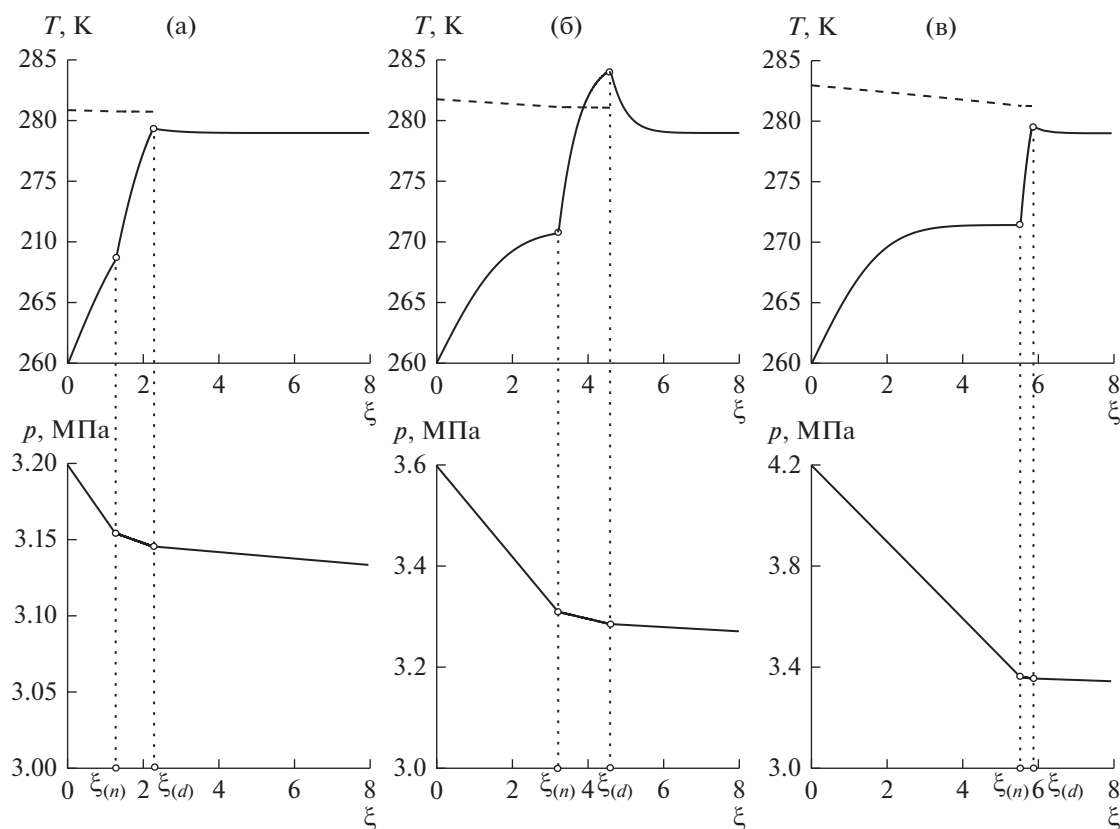 T, K (а) T, K (б) T, K (в)
285 285 285
280 280 280
275 275 275
210 270 270
265 265 265
260 260 260
0 2 4 6 8 0 2 4 6 8 0 2 4 6 8
ξ ξ ξ
p, МПа p, МПа p, МПа
3.20 3.6 4.2
3.15 3.4 3.8
3.10
3.2 3.4
3.05
3.00 3.0 3.0
0 ξ(n) 2 ξ(d) 4 6 8 0 2 ξ(n) 4 ξ(d) 6 8 0 2 4 ξ(n) 6 ξ(d) 8
ξ ξ ξ